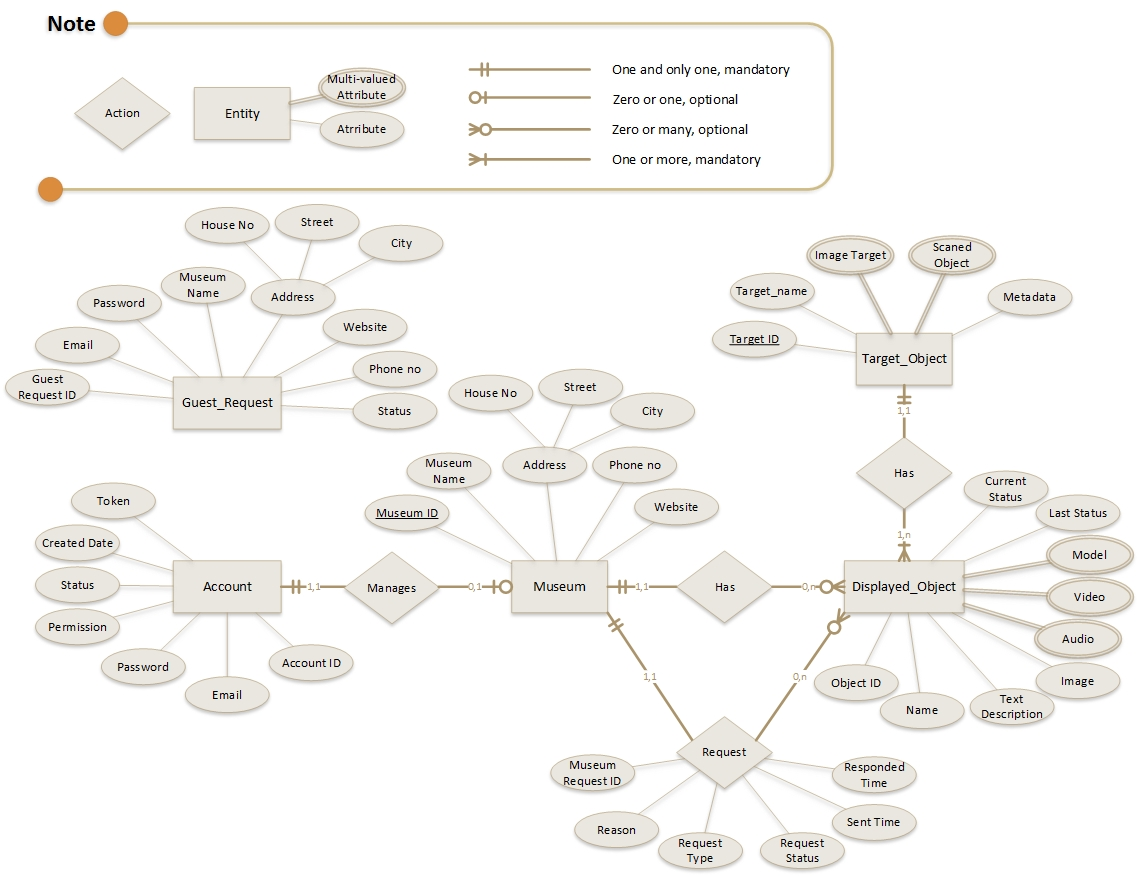 Note
Action
Entity
Multi-valued
Attribute
Atrribute
One and only one, mandatory
Zero or one, optional
Zero or many, optional
One or more, mandatory
House No
Street
City
Museum
Name
Address
Password
Website
Email
Phone no
Guest
Request ID
Guest_Request
Status
Image Target
Scaned
Object
Target_name
Metadata
Target ID
Target_Object
1,1
Has
1,n
House No
Street
City
Museum
Name
Address
Phone no
Museum ID
Website
Current
Status
Last Status
Model
Video
Audio
Image
Text
Description
Name
Object ID
Displayed_Object
Token
Created Date
Status
Permission
Password
Email
Account ID
Account
1,1
Manages
0,1
Museum
1,1
Has
0,n
1,1
0,n
Request
Museum
Request ID
Reason
Request
Type
Request
Status
Sent Time
Responded
Time